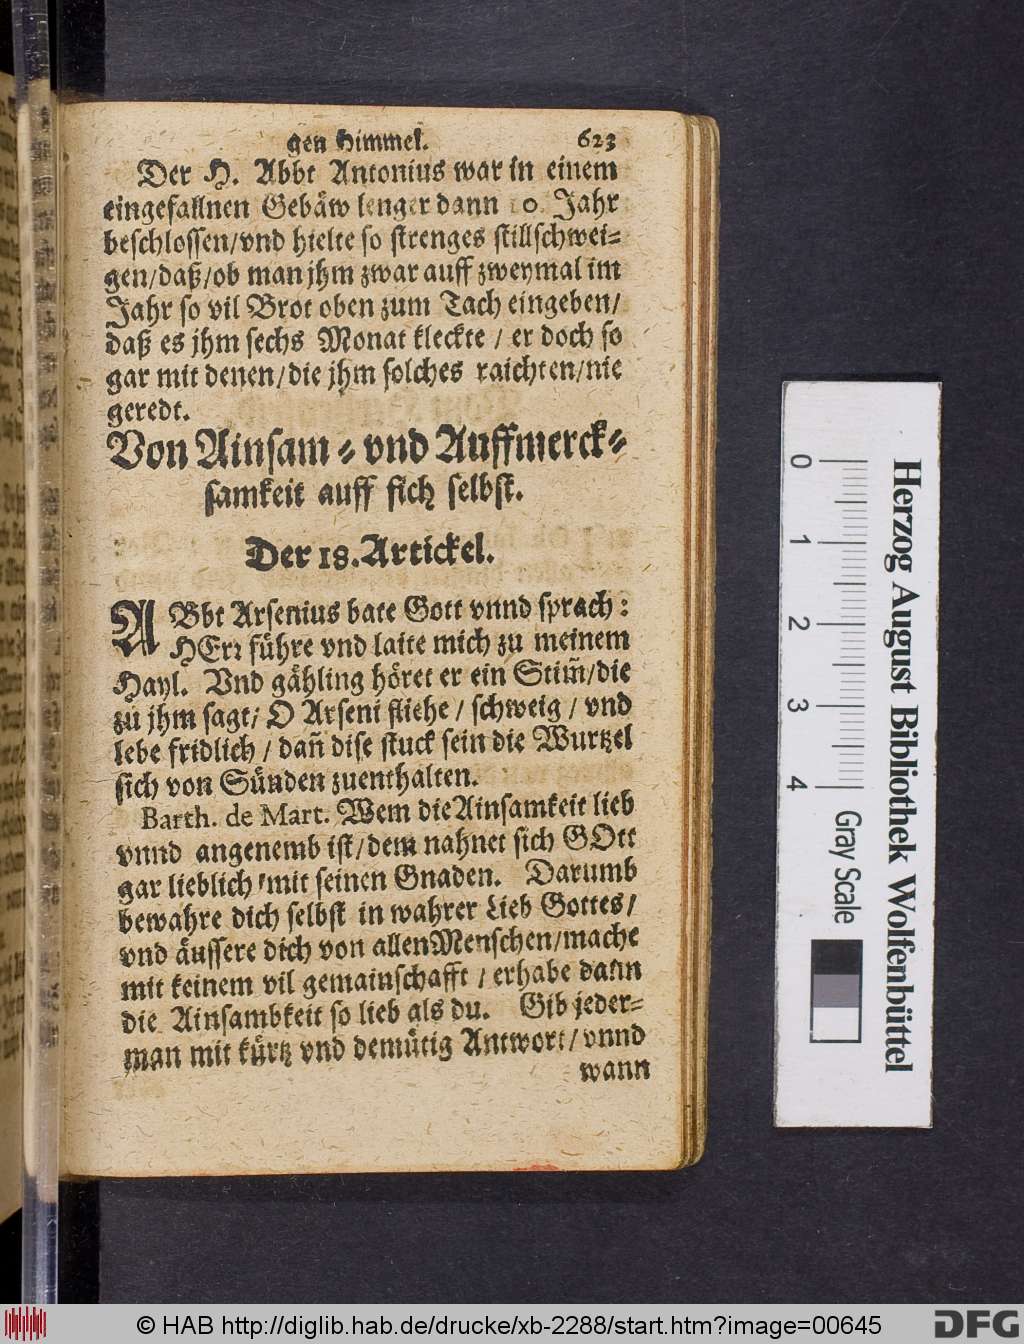 gen Himmel. 623
Der H. Abbt Antonius war in einem
eingefallnen Gebäw lenger dann 0 Jahr
beschlossen/vnd hielte so strenges stillschwei=
gen/daß/ob man jhm zwar auff zweymal im
Jahr so vil Brot oben zum Tach eingeben/
daß es jhm sechs Monat kleckte / er doch so
gar mit denen/die jhm solches raichten/nie
geredt.
Von Ainsam = vnd Auffmerck=
samkeit auff sich selbst.
Der 18. Artickel.
ABbt Arsenius bate Gott vnnd sprach :
HErr führe vnd laite mich zu meinem
Hayl. Vnd gähling höret er ein Stim̃/die
zu jhm sagt/ O Arseni fliehe / schweig / vnd
lebe fridlich / dañ dise stuck sein die Wurtzel
sich von Sünden zuenthalten.
Barth. de Mart. Wem die Ainsamkeit lieb
vnnd angenemb ist/dem nahnet sich GOtt
gar lieblich/mit seinen Gnaden. Darumb
bewahre dich selbst in wahrer Lieb Gottes/
vnd äussere dich von allen Menschen/mache
mit keinem vil gemainschafft / erhabe dann
die Ainsambkeit so lieb als du. Gib jeder=
man mit kürtz vnd demütig Antwort/vnnd
wann
0 1 2 3 4
Herzog August Bibliothek Wolfenbüttel
Gray Scale
© HAB http://diglib.hab.de/drucke/xb-2288/start.htm?image=00645
DFG